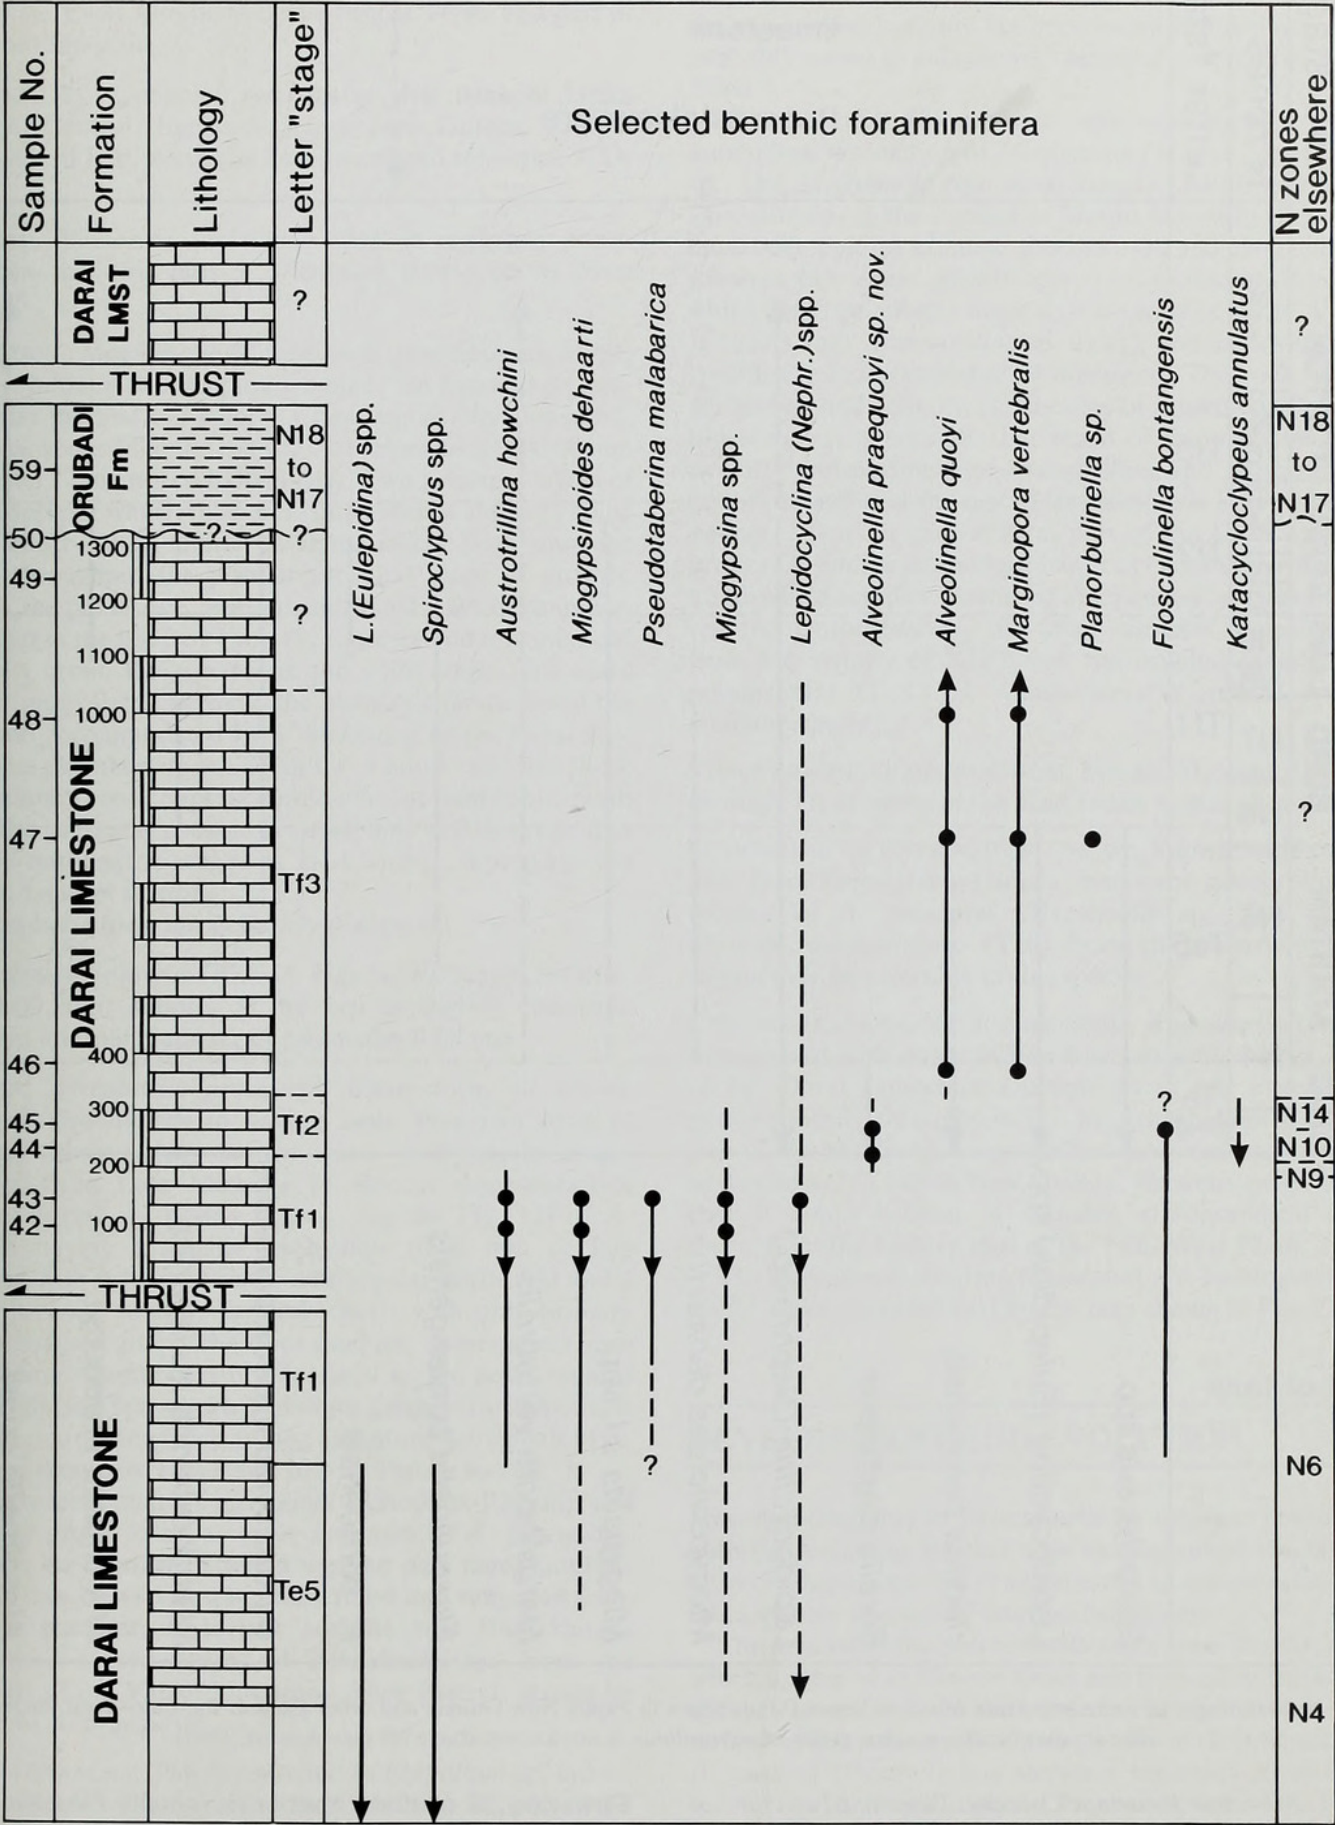 Sample No.
Formation
Lithology
Letter "stage"
Selected benthic foraminifera
N zones
elsewhere
DARAI
LMST
?
?
THRUST
ORUBADI
Fm
N18
to
N17
?
?
N18
to
N17
59
50
49
48
47
46
45
44
43
42
DARAI LIMESTONE
1300
1200
1100
1000
400
300
200
100
?
Tf3
Tf2
Tf1
L.(Eulepidina) spp.
Spiroclypeus spp.
Austrotrillina howchini
Miogypsinoides dehaarti
Pseudotaberina malabarica
Miogypsina spp.
Lepidocyclina (Nephr.) spp.
Alveolinella praequoyi sp. nov.
Alveolinella quoyi
Marginopora vertebralis
Planorbulinella sp.
Flosculinella bontangensis
Katacycloclypeus annulatus
?
?
N14
N10
N9
THRUST
DARAI LIMESTONE
Tf1
Te5
?
N6
N4